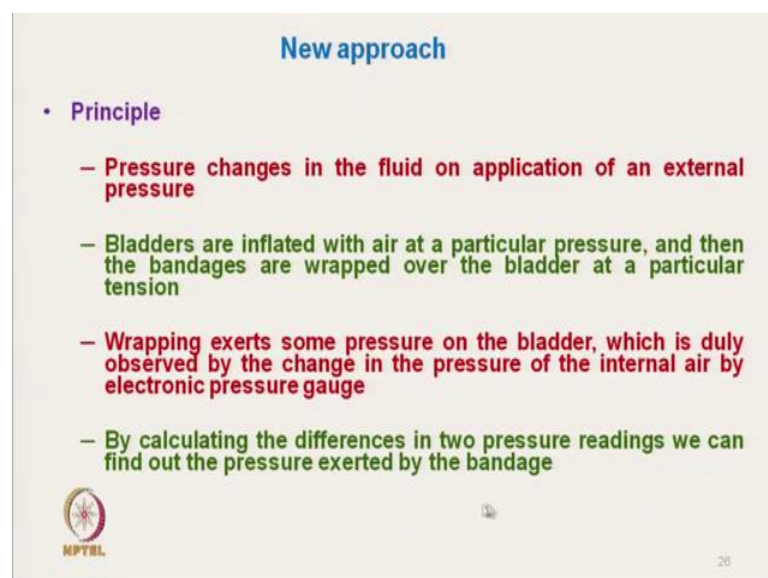 New approach
• Principle
– Pressure changes in the fluid on application of an external
pressure
– Bladders are inflated with air at a particular pressure, and then
the bandages are wrapped over the bladder at a particular
tension
– Wrapping exerts some pressure on the bladder, which is duly
observed by the change in the pressure of the internal air by
electronic pressure gauge
– By calculating the differences in two pressure readings we can
find out the pressure exerted by the bandage
NPTEL
26